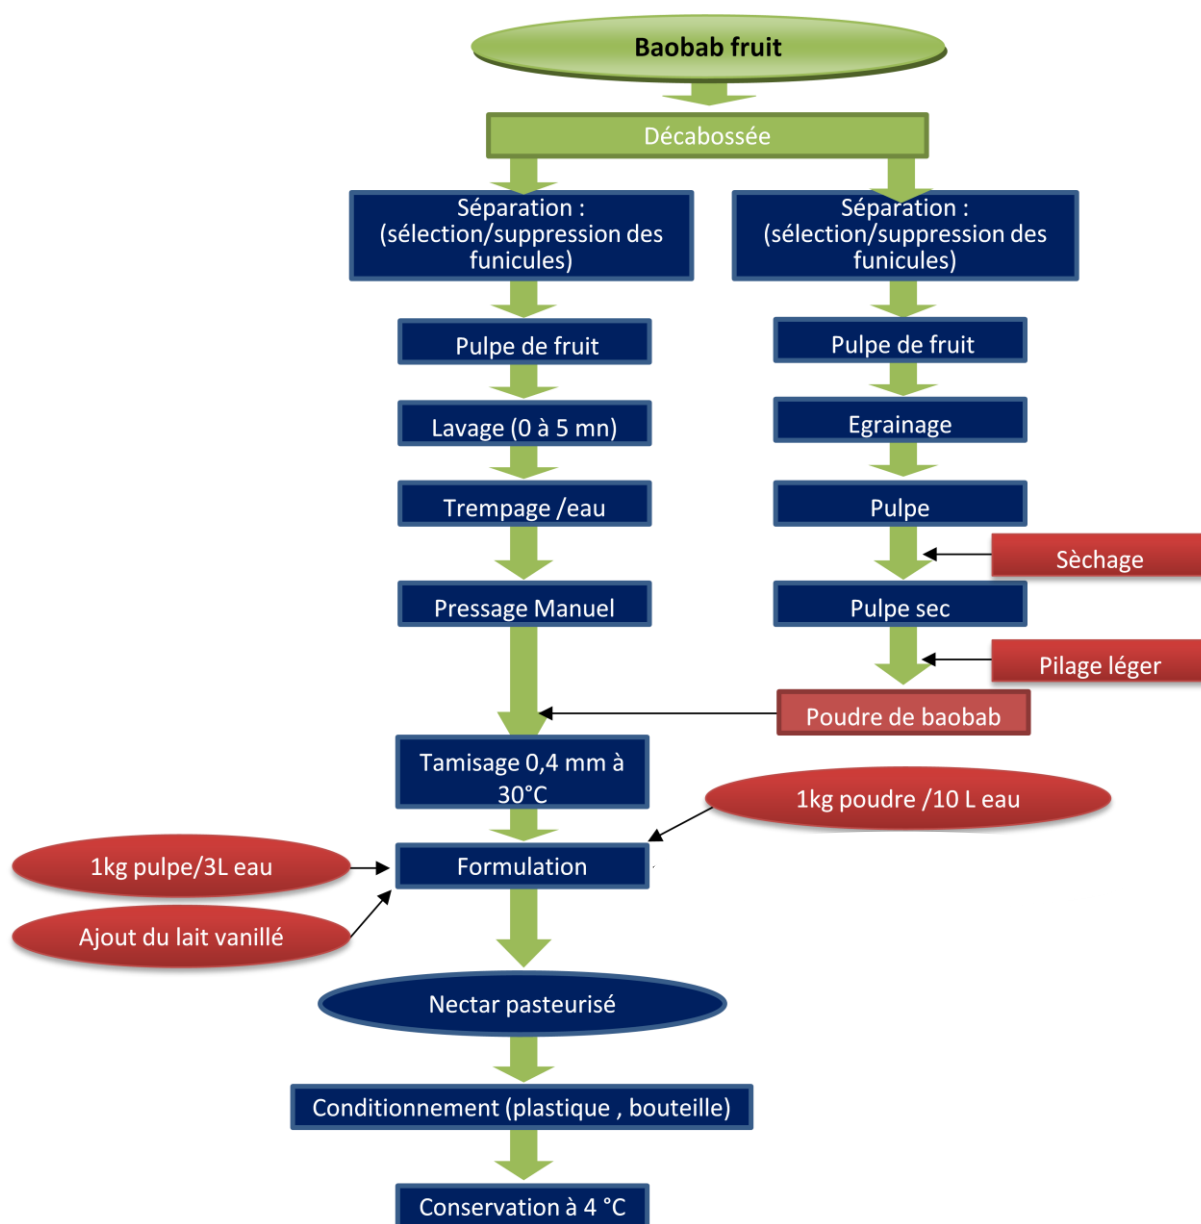 Baobab fruit
Décabossée
Séparation :
(sélection/suppression des
funicules)
Séparation :
(sélection/suppression des
funicules)
Pulpe de fruit
Pulpe de fruit
Lavage (0 à 5 mn)
Egrainage
Trempage /eau
Pulpe
Sèchage
Pressage Manuel
Pulpe sec
Pilage léger
Poudre de baobab
Tamisage 0,4 mm à
30°C
1kg poudre /10 L eau
Formulation
1kg pulpe/3L eau
Ajout du lait vanillé
Nectar pasteurisé
Conditionnement (plastique , bouteille)
Conservation à 4 °C